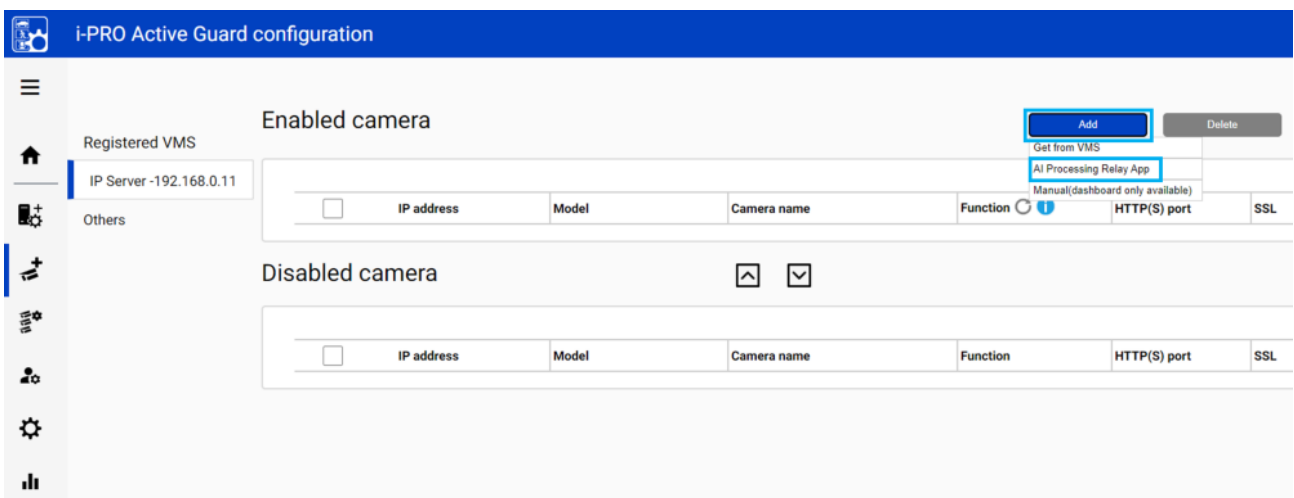 i-PRO Active Guard configuration
Registered VMS
IP Server -192.168.0.11
Others
Enabled camera
Add
Delete
Get from VMS
AI Processing Relay App
Manual(dashboard only available)
IP address Model Camera name Function HTTP(S) port SSL
Disabled camera
IP address Model Camera name Function HTTP(S) port SSL